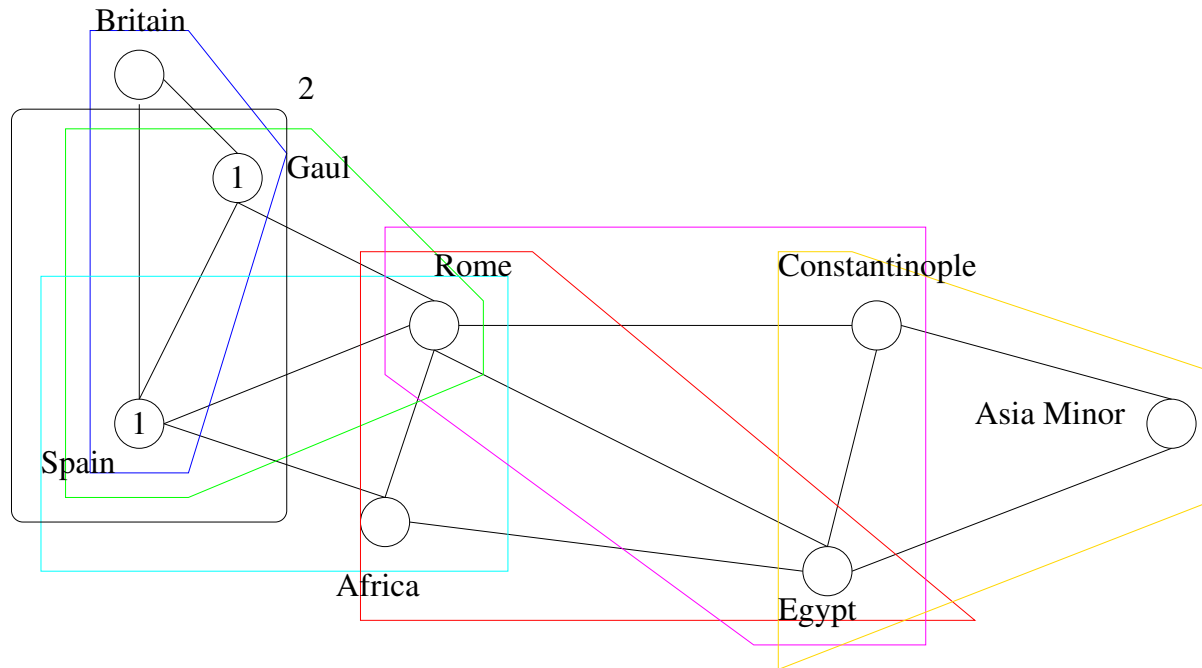 Britain
2
Gaul
1
Rome
Constantinople
Asia Minor
1
Spain
Africa
Egypt